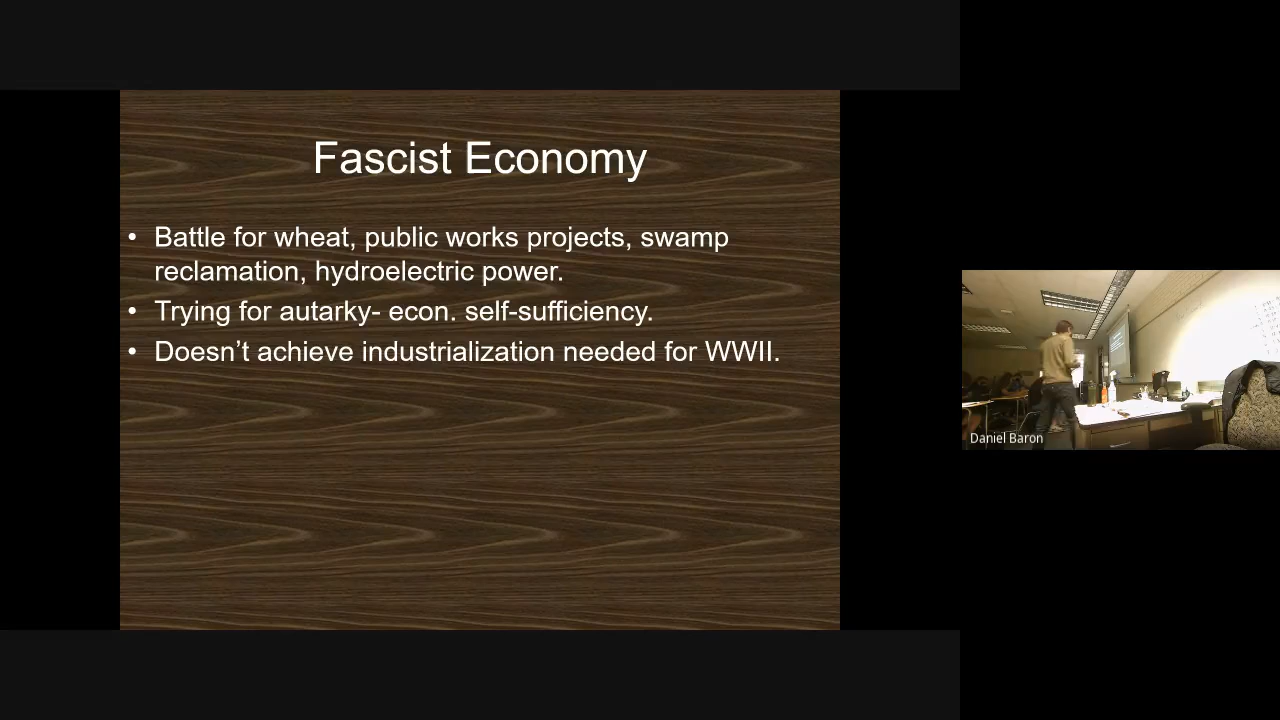 Fascist Economy
• Battle for wheat, public works projects, swamp
reclamation, hydroelectric power.
• Trying for autarky- econ. self-sufficiency.
• Doesn’t achieve industrialization needed for WWII.
Daniel Baron